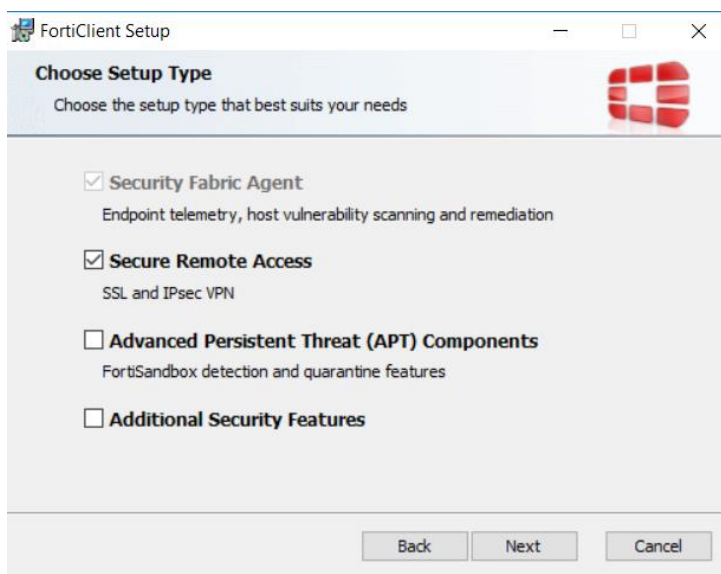 FortiClient Setup
Choose Setup Type
Choose the setup type that best suits your needs
Security Fabric Agent
Endpoint telemetry, host vulnerability scanning and remediation
Secure Remote Access
SSL and IPsec VPN
Advanced Persistent Threat (APT) Components
FortiSandbox detection and quarantine features
Additional Security Features
Back Next Cancel